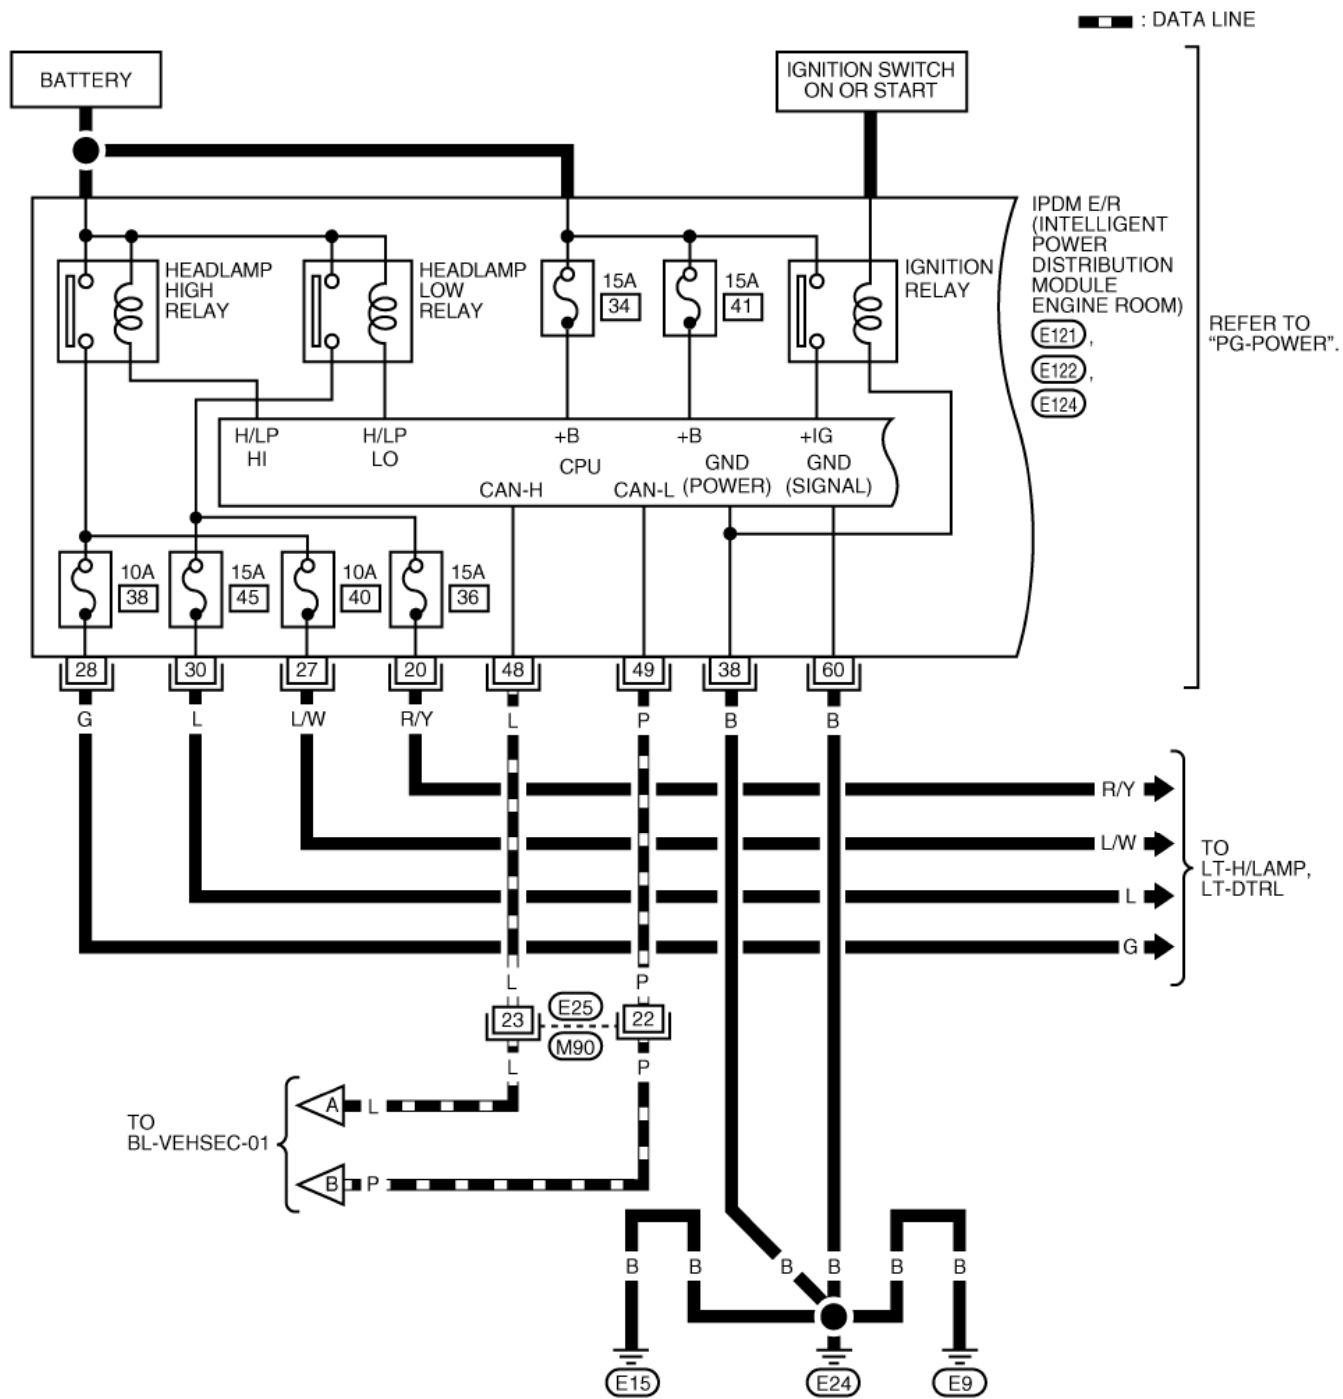 : DATA LINE
BATTERY
IGNITION SWITCH
ON OR START
IPDM E/R
(INTELLIGENT
POWER
DISTRIBUTION
MODULE
ENGINE ROOM)
E121 ,
E122 ,
E124
REFER TO
“PG-POWER”.
HEADLAMP
HIGH
RELAY
HEADLAMP
LOW
RELAY
15A
34
15A
41
IGNITION
RELAY
H/LP
HI
H/LP
LO
+B
CPU
+B
+IG
CAN-H
CAN-L
GND
(POWER)
GND
(SIGNAL)
10A
38
15A
45
10A
40
15A
36
28
30
27
20
48
49
38
60
G
L
L/W
R/Y
L
P
B
B
R/Y
L/W
L
G
TO
LT-H/LAMP,
LT-DTRL
L
P
23
E25
M90
22
L
P
TO
BL-VEHSEC-01
A
L
B
P
B
B
B
B
B
B
E15
E24
E9